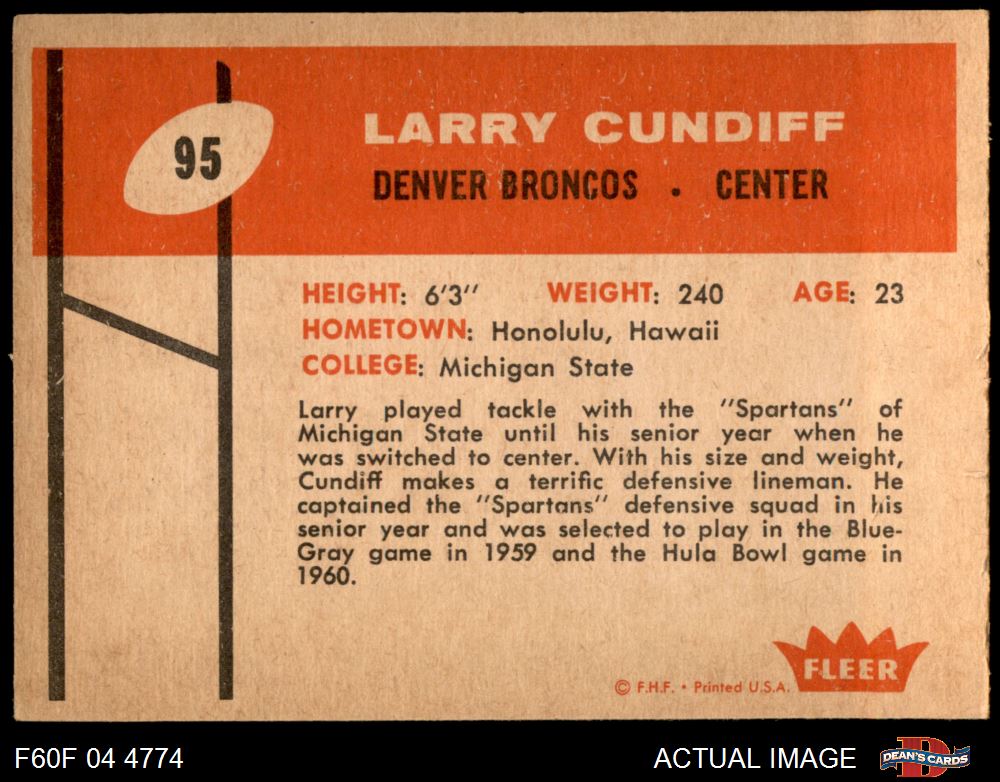 95
LARRY CUNDIFF
DENVER BRONCOS . CENTER
HEIGHT: 6'3" WEIGHT: 240 AGE: 23
HOMETOWN: Honolulu, Hawaii
COLLEGE: Michigan State
Larry played tackle with the "Spartans" of
Michigan State until his senior year when he
was switched to center. With his size and weight,
Cundiff makes a terrific defensive lineman. He
captained the "Spartans" defensive squad in his
senior year and was selected to play in the Blue-
Gray game in 1959 and the Hula Bowl game in
1960.
FLEER
© F.H.F. • Printed U.S.A.
F60F 04 4774 ACTUAL IMAGE DEAN'S CARDS